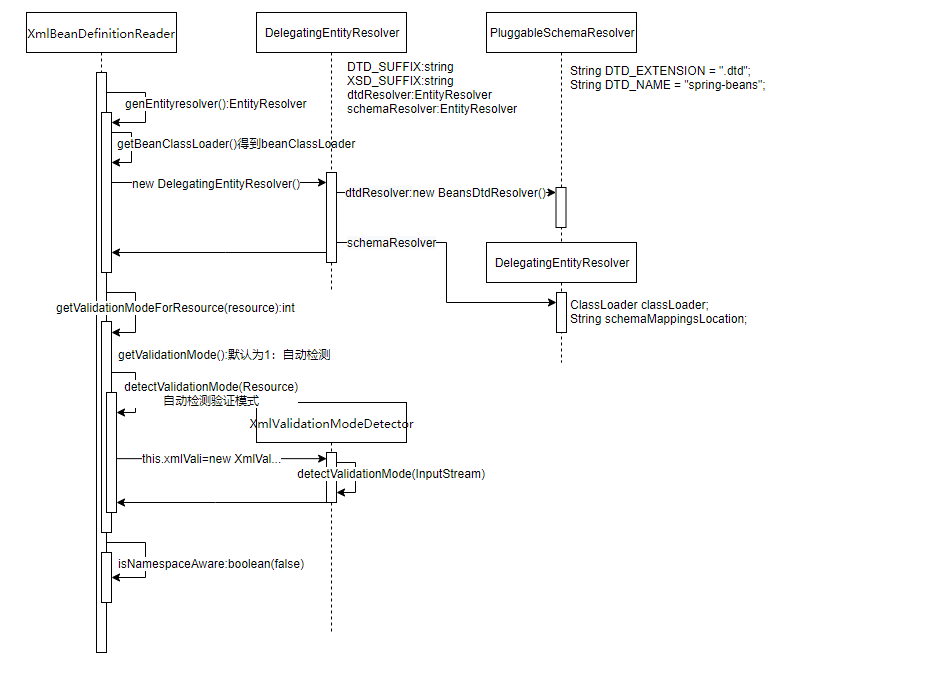 XmlBeanDefinitionReader
DelegatingEntityResolver
PluggableSchemaResolver
DTD_SUFFIX:string
XSD_SUFFIX:string
dtdResolver:EntityResolver
schemaResolver:EntityResolver
String DTD_EXTENSION = ".dtd";
String DTD_NAME = "spring-beans";
genEntityresolver():EntityResolver
getBeanClassLoader()得到beanClassLoader
new DelegatingEntityResolver()
dtdResolver:new BeansDtdResolver()
schemaResolver
DelegatingEntityResolver
ClassLoader classLoader;
String schemaMappingsLocation;
getValidationModeForResource(resource):int
getValidationMode():默认为1：自动检测
detectValidationMode(Resource)
自动检测验证模式
XmlValidationModeDetector
this.xmlVali=new XmlVal...
detectValidationMode(InputStream)
isNamespaceAware:boolean(false)